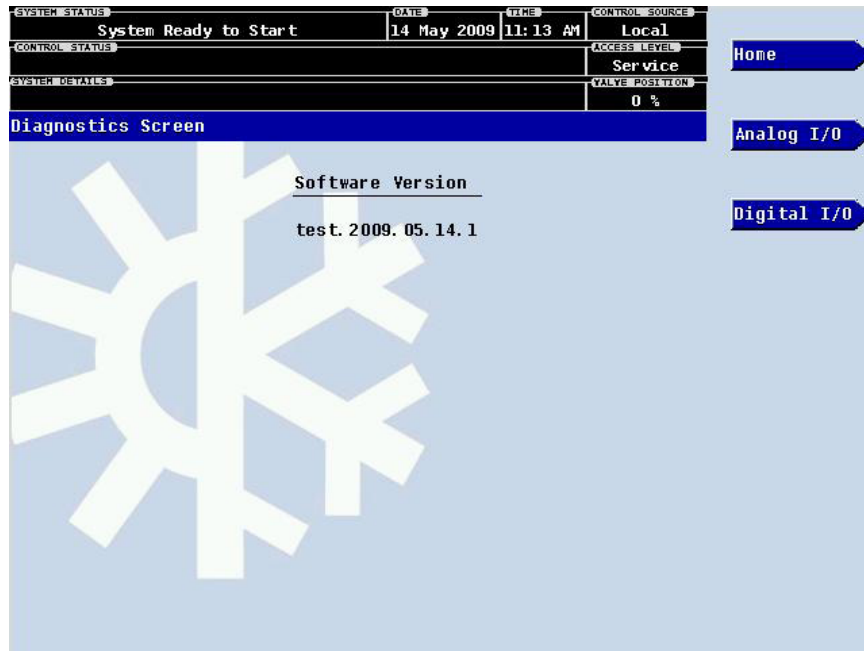 SYSTEM STATUS DATE TIME CONTROL SOURCE
System Ready to Start 14 May 2009 11:13 AM Local
CONTROL STATUS ACCESS LEVEL
Service
SYSTEM DETAILS VALVE POSITION
0 %
Diagnostics Screen
Home
Analog I/O
Digital I/O
Software Version
test.2009.05.14.1